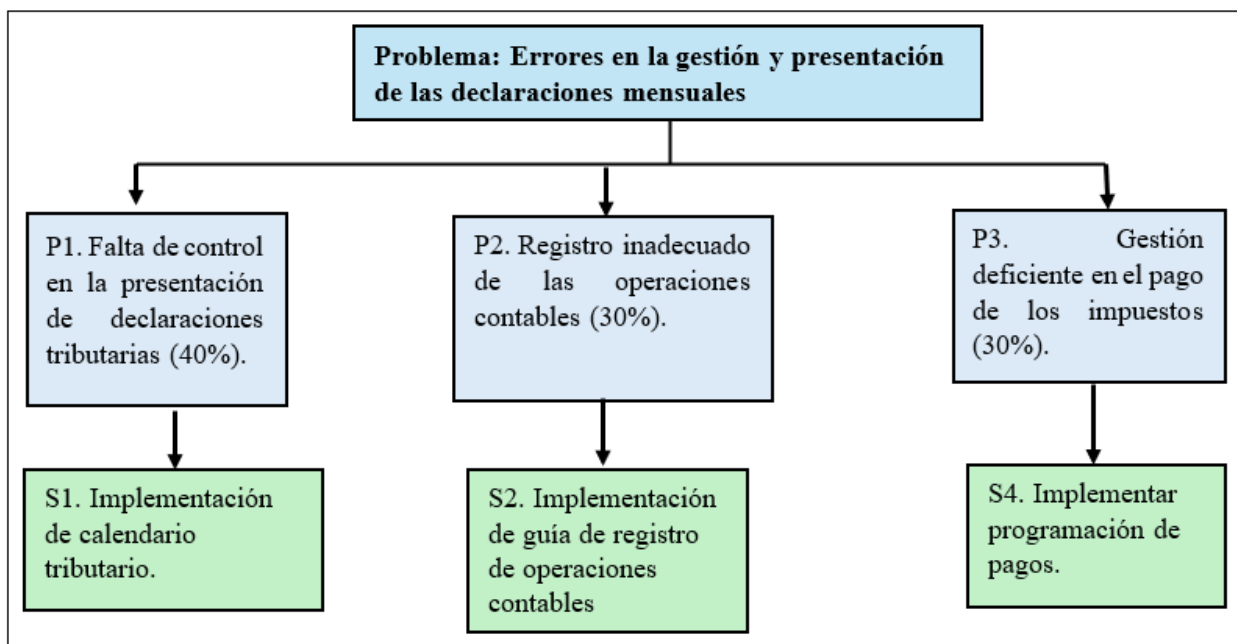 Problema: Errores en la gestión y presentación
de las declaraciones mensuales
P1. Falta de control
en la presentación
de declaraciones
tributarias (40%).
P2. Registro inadecuado
de las operaciones
contables (30%).
P3. Gestión
deficiente en el pago
de los impuestos
(30%).
S1. Implementación
de calendario
tributario.
S2. Implementación
de guía de registro
de operaciones
contables
S4. Implementar
programación de
pagos.